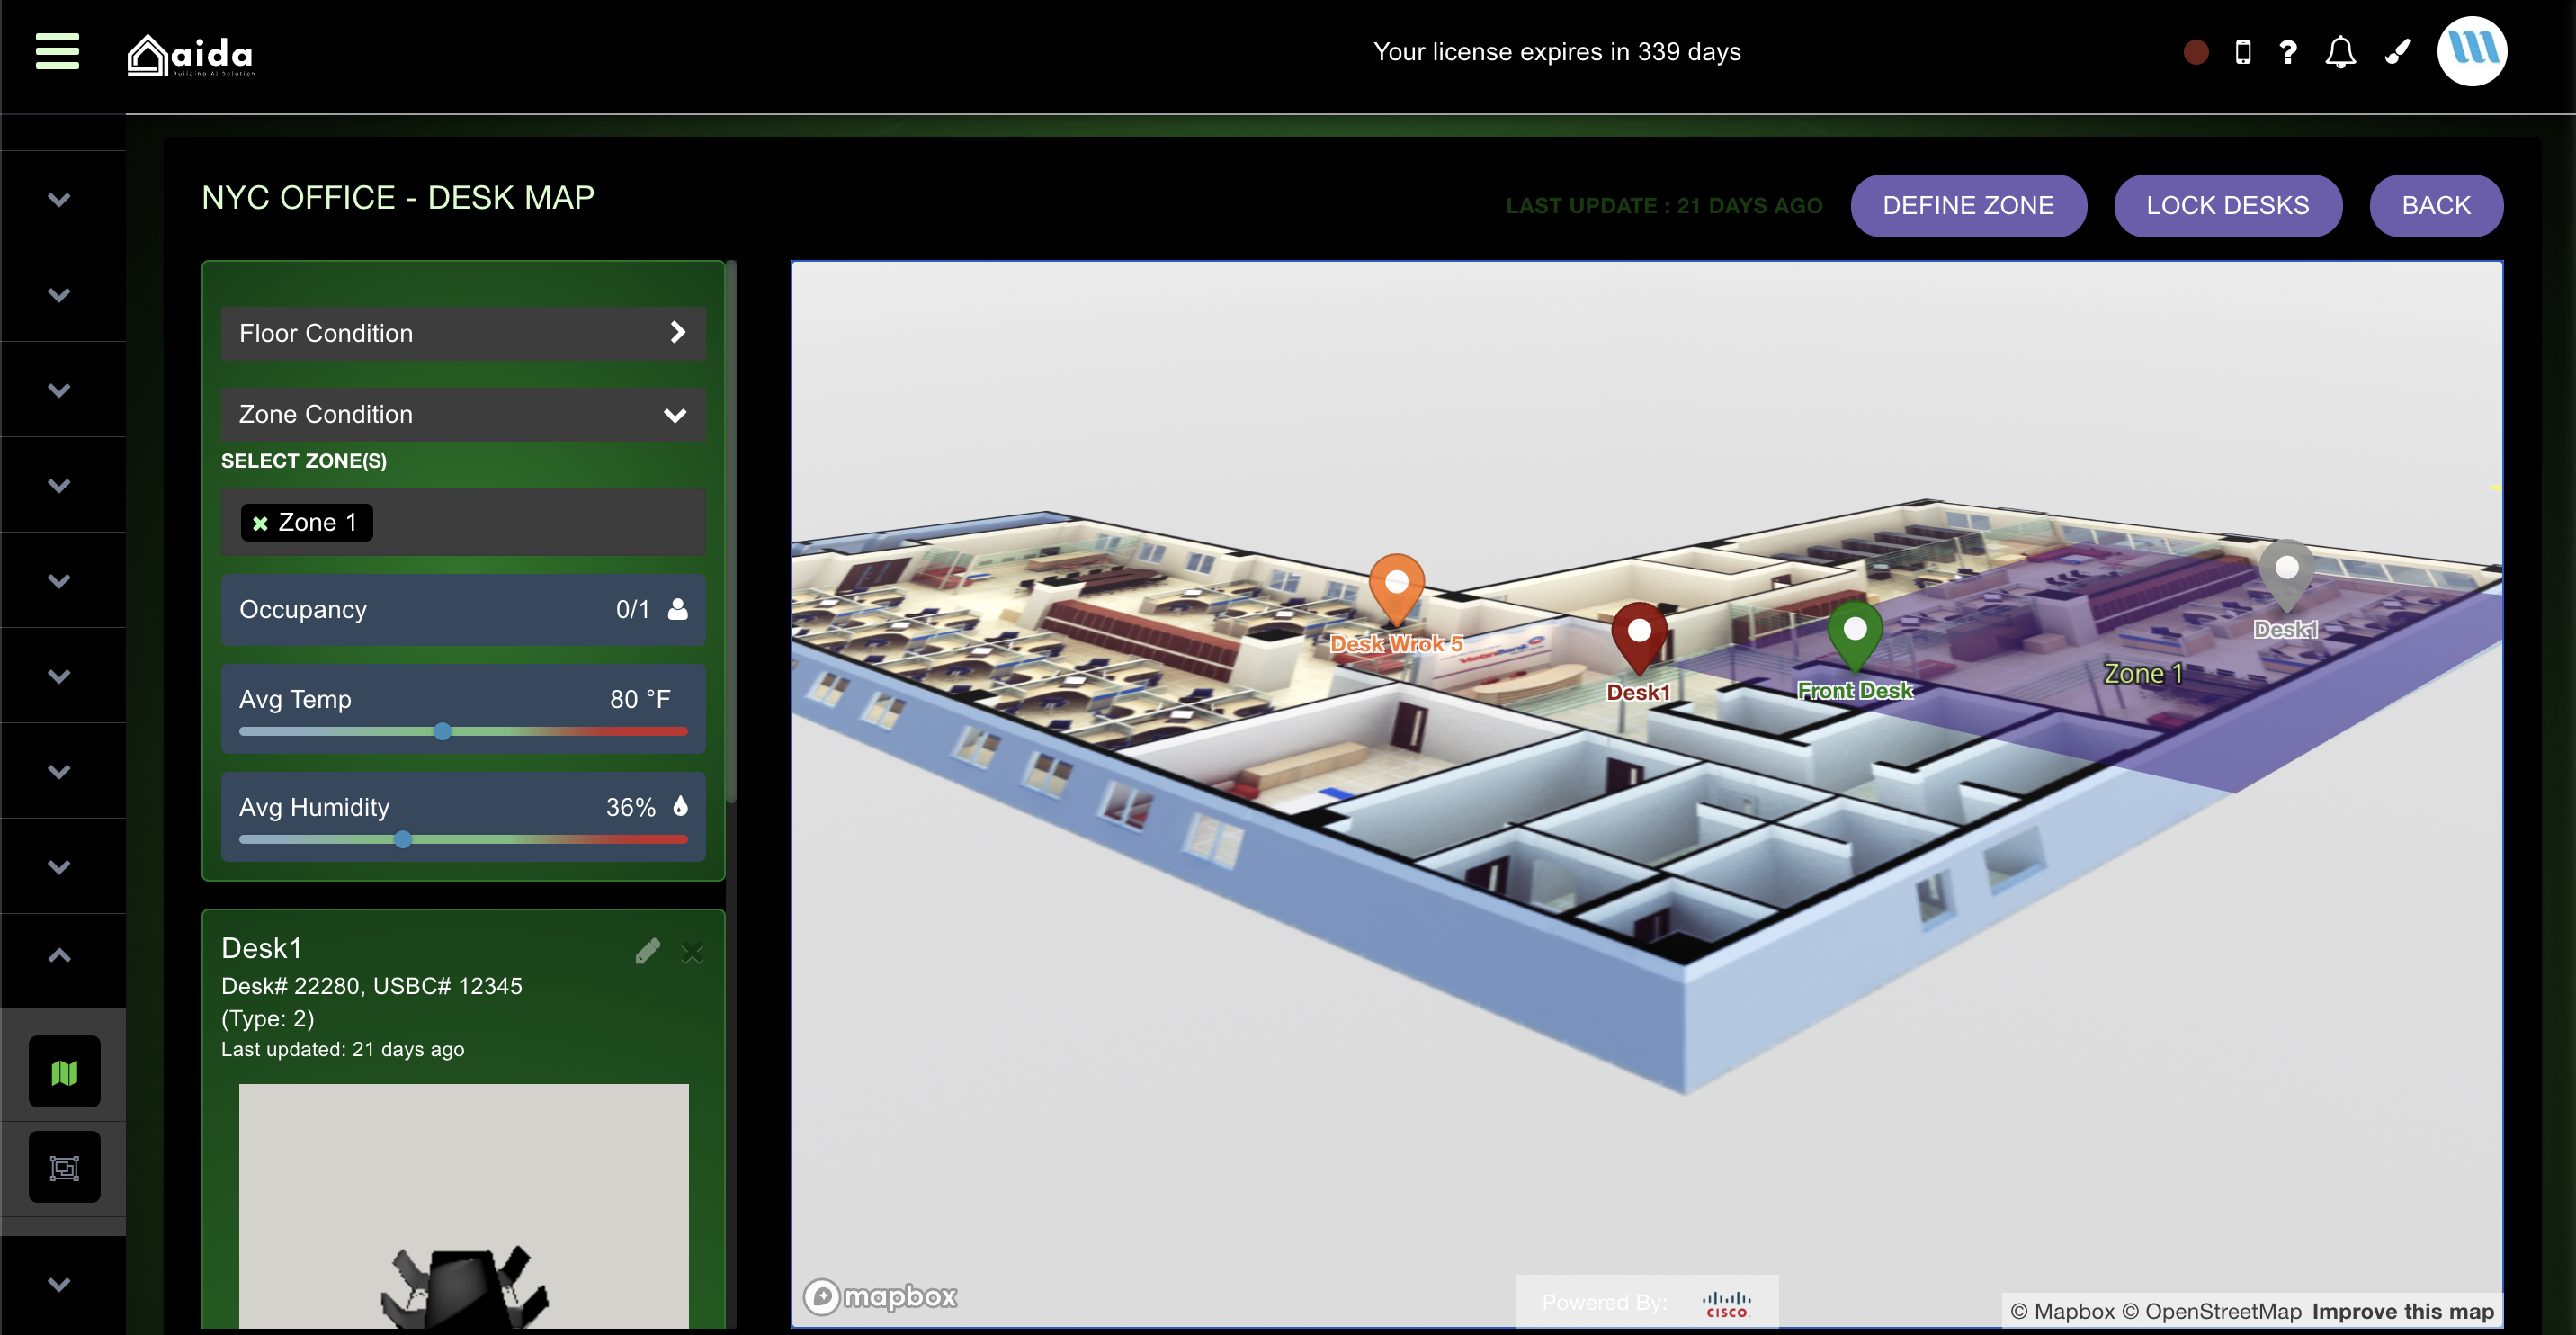 aida
Building AI Solution
Your license expires in 339 days
?
NYC OFFICE - DESK MAP
LAST UPDATE : 21 DAYS AGO
DEFINE ZONE
LOCK DESKS
BACK
Floor Condition
Zone Condition
SELECT ZONE(S)
Zone 1
Occupancy 0/1
Avg Temp 80 °F
Avg Humidity 36%
Desk1
Desk# 22280, USBC# 12345
(Type: 2)
Last updated: 21 days ago
Desk Wrok 5
Desk1
Front Desk
Desk1
Zone 1
mapbox
Powered By:
CISCO
© Mapbox © OpenStreetMap Improve this map